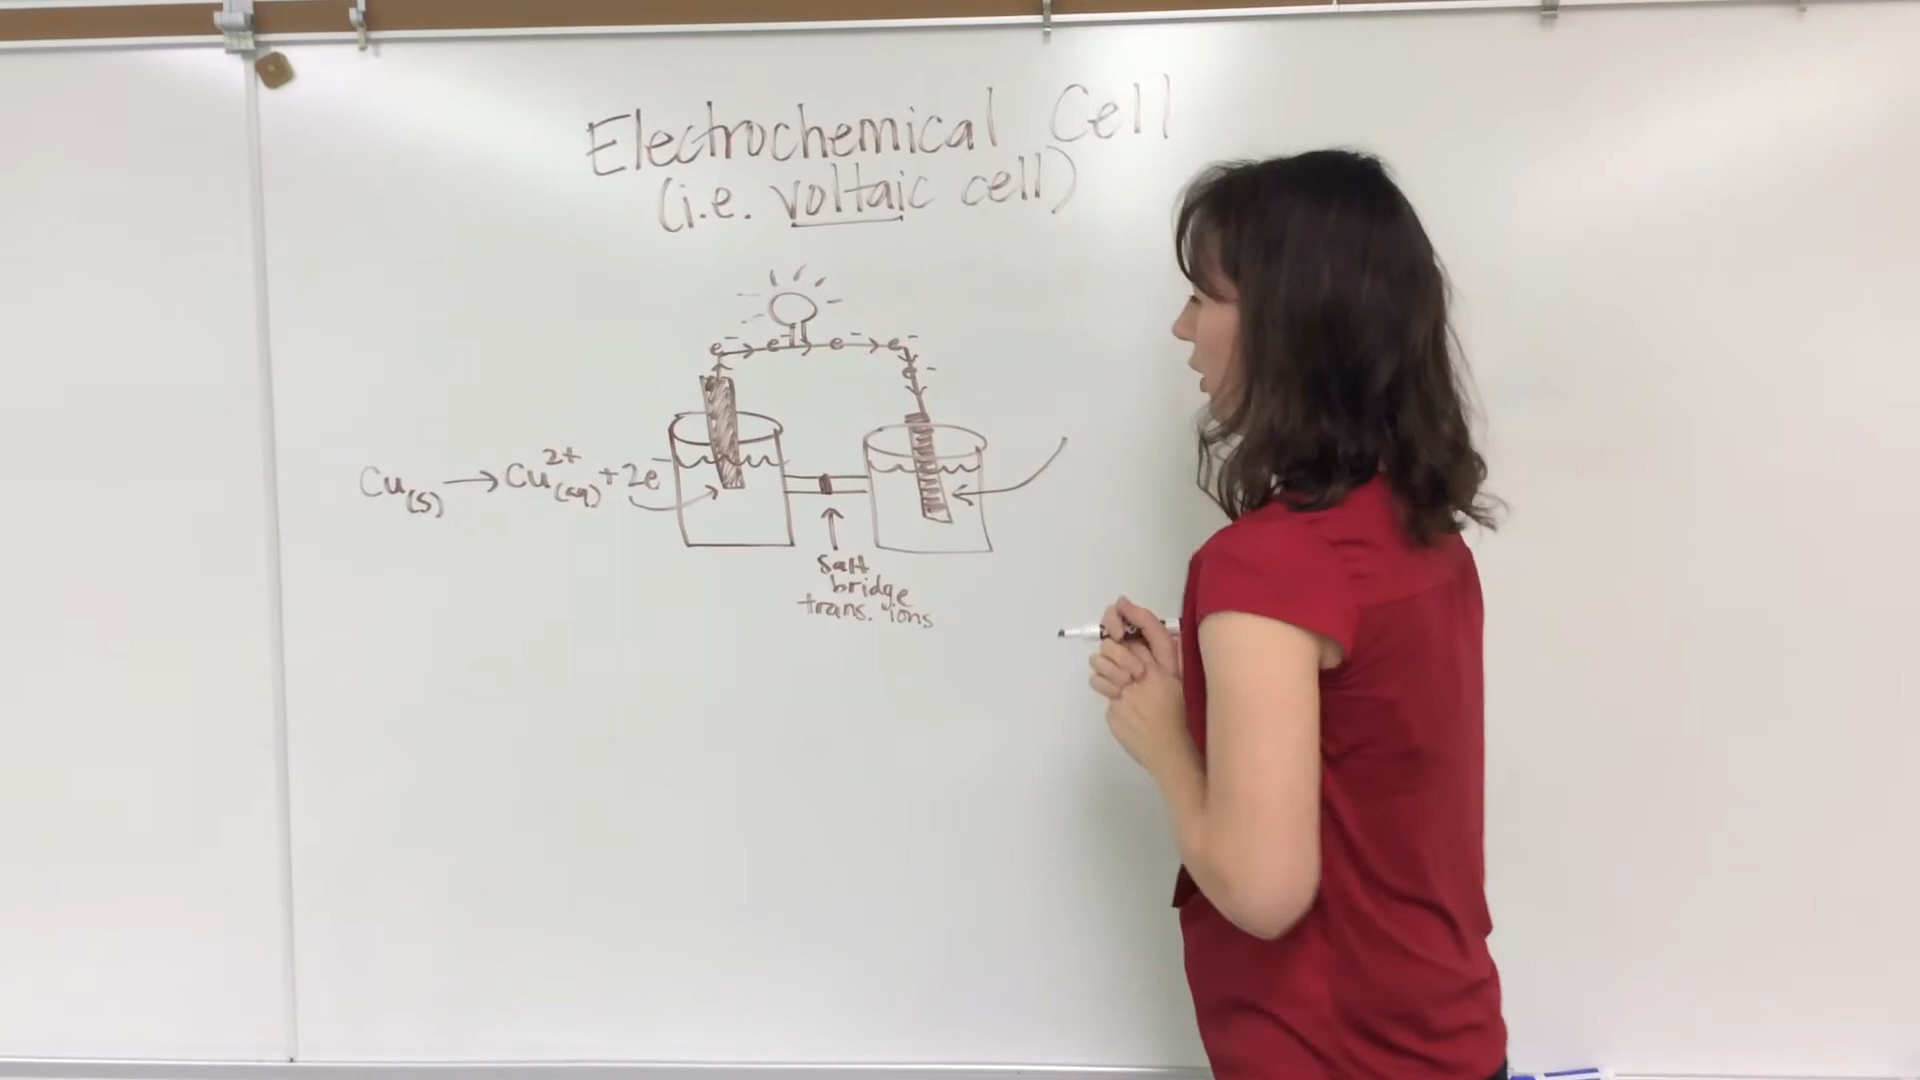 Electrochemical Cell
(i.e. voltaic cell)
e⁻ → e⁻ → e⁻ → e⁻
e⁻
Cu(s) → Cu²⁺(aq) + 2e⁻
Salt
bridge
trans. ions